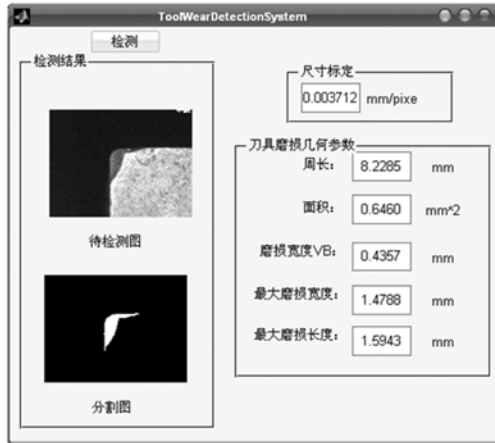 ToolWearDetectionSystem
检测
检测结果
待检测图
分割图
尺寸标定
0.003712 mm/pixe
刀具磨损几何参数
周长: 8.2285 mm
面积: 0.6460 mm^2
磨损宽度VB: 0.4357 mm
最大磨损宽度: 1.4788 mm
最大磨损长度: 1.5943 mm